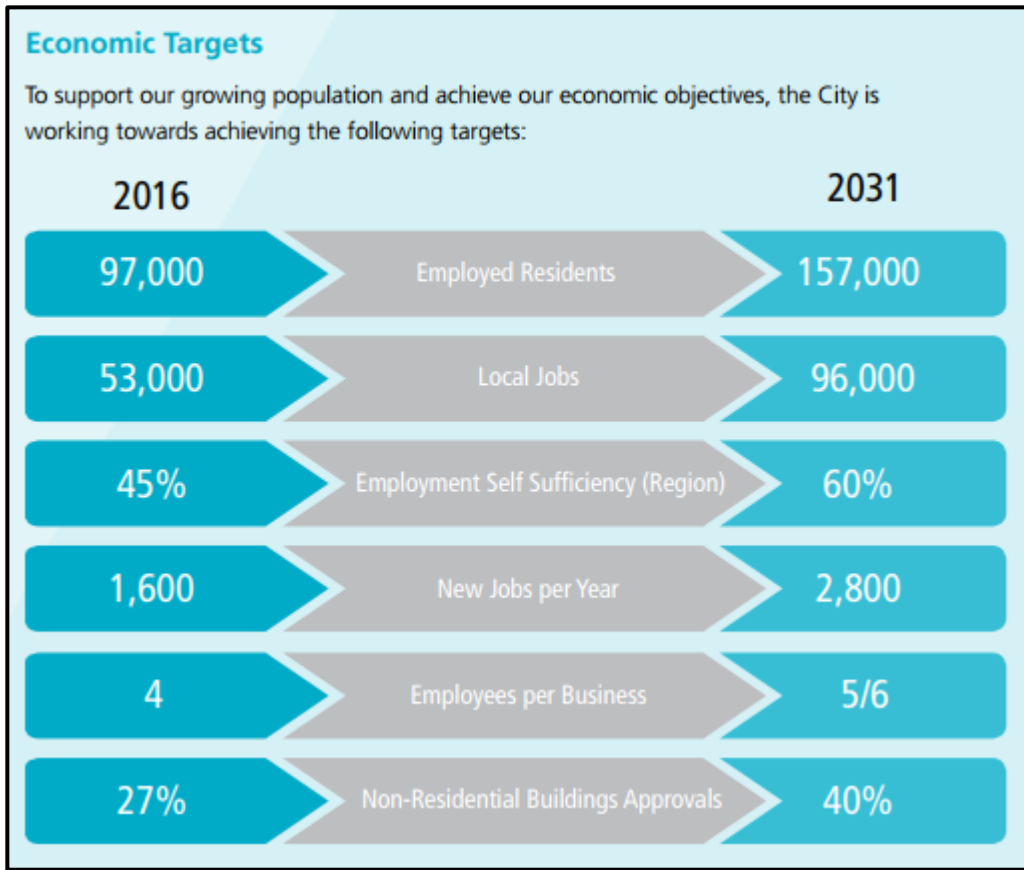 Economic Targets
To support our growing population and achieve our economic objectives, the City is
working towards achieving the following targets:
2016 2031
97,000 Employed Residents 157,000
53,000 Local Jobs 96,000
45% Employment Self Sufficiency (Region) 60%
1,600 New Jobs per Year 2,800
4 Employees per Business 5/6
27% Non-Residential Buildings Approvals 40%